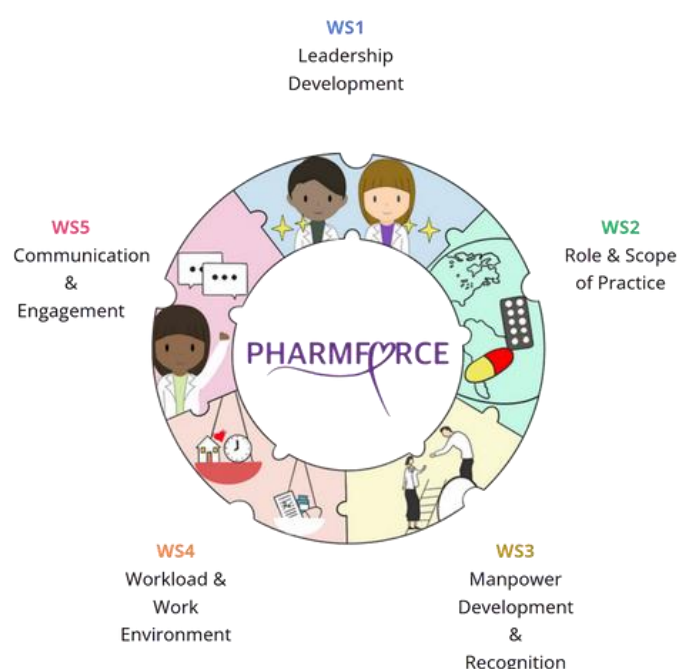 WS1
Leadership
Development
WS5
Communication
&
Engagement
WS2
Role & Scope
of Practice
PHARMFORCE
WS4
Workload &
Work
Environment
WS3
Manpower
Development
&
Recognition